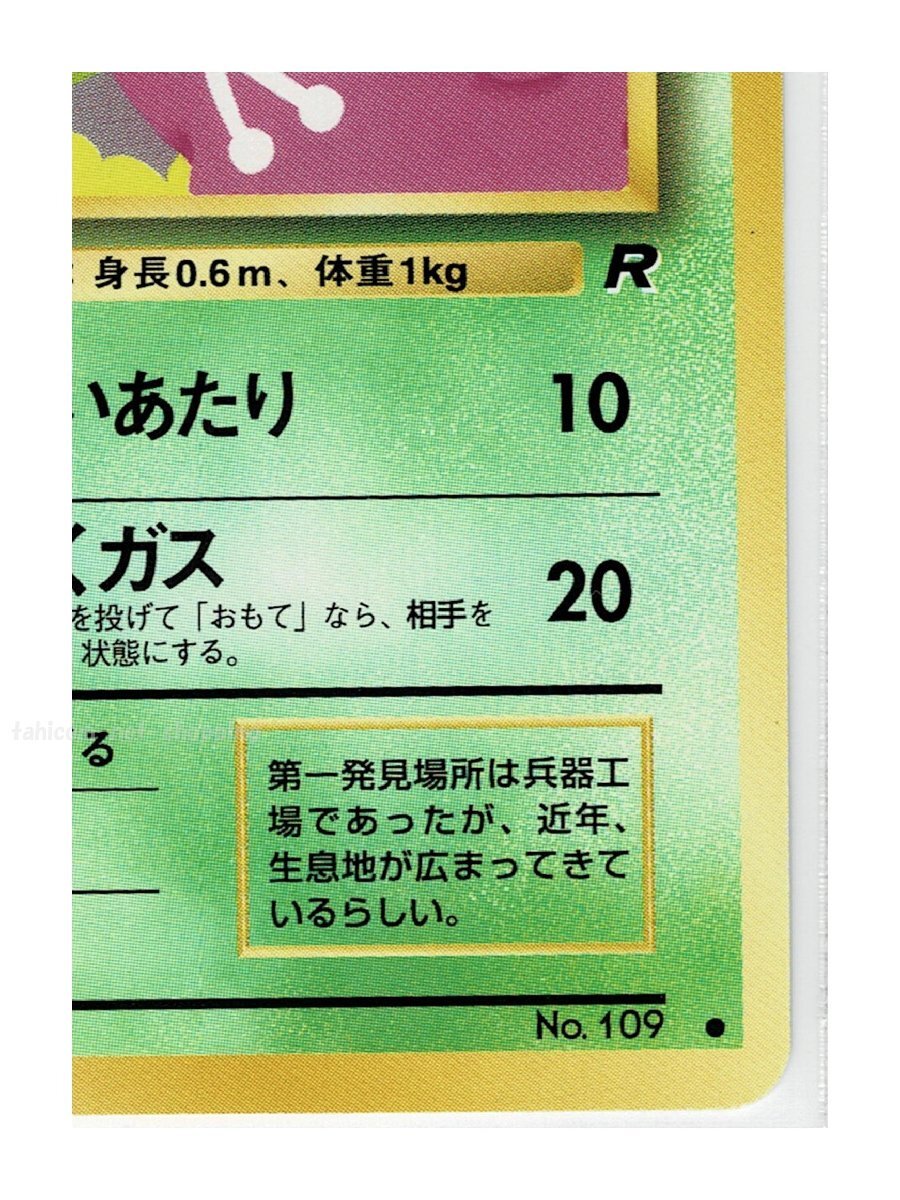 身長0.6m、体重1kg
R
いあたり 10
くガス 20
を投げて「おもて」なら、相手を
状態にする。
る
第一発見場所は兵器工
場であったが、近年、
生息地が広まってきて
いるらしい。
No. 109 ●